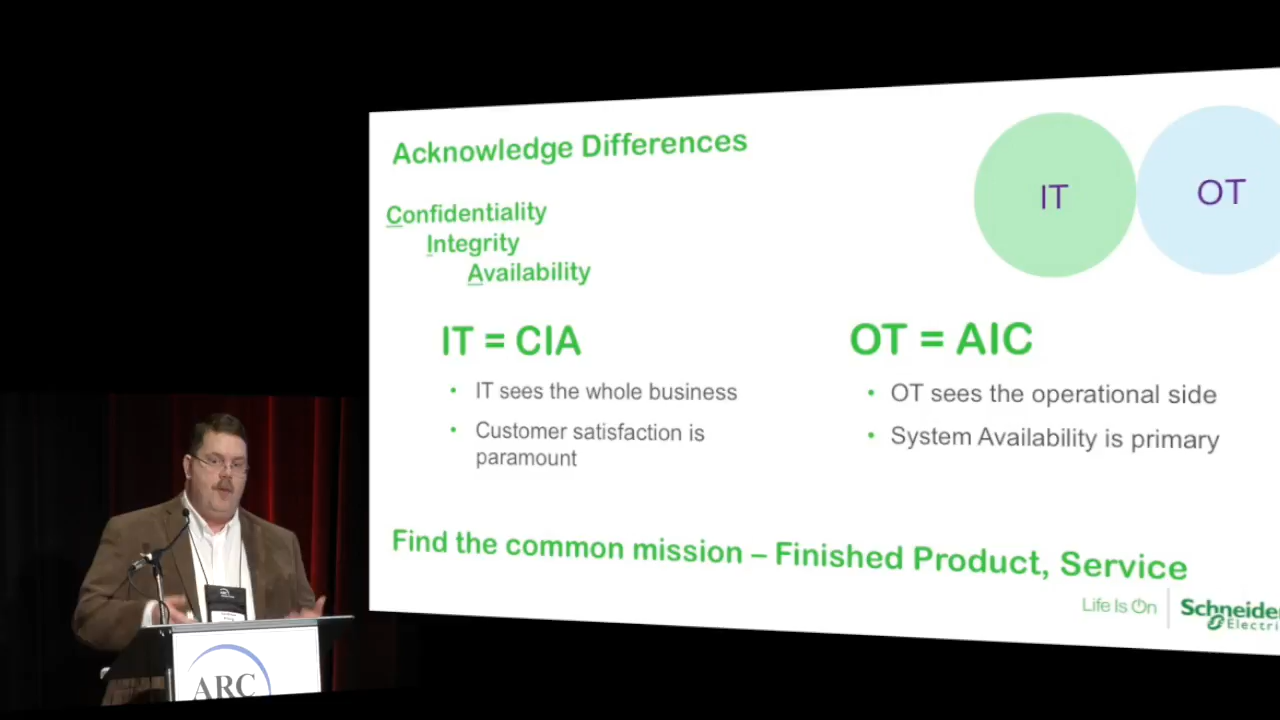 Acknowledge Differences
Confidentiality
Integrity
Availability
IT
OT
IT = CIA
• IT sees the whole business
• Customer satisfaction is
paramount
OT = AIC
• OT sees the operational side
• System Availability is primary
Find the common mission – Finished Product, Service
Life Is On
Schneider
Electri
ARC
ARC